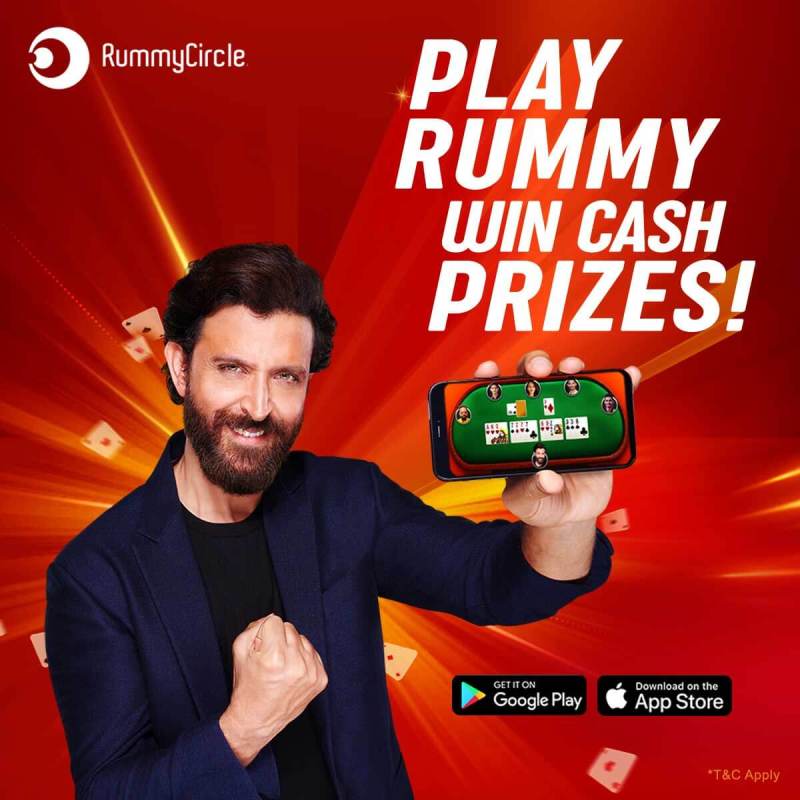 RummyCircle
PLAY
RUMMY
WIN CASH
PRIZES!
GET IT ON
Google Play
Download on the
App Store
*T&C Apply